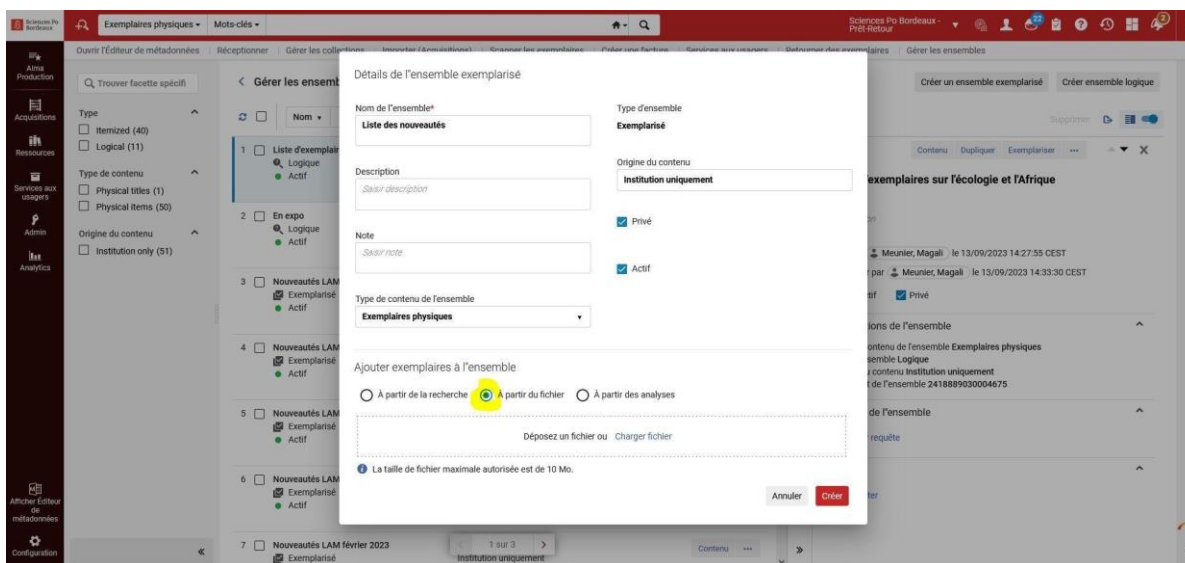 Sciences Po
Bordeaux
Exemplaires physiques
Mots-clés
Sciences Po Bordeaux -
Prêt-Retour
22
2
Ouvrir l'Éditeur de métadonnées
Réceptionner
Gérer les collections
Importer (Acquisitions)
Scanner les exemplaires
Créer une facture
Services aux usagers
Retourner des exemplaires
Gérer les ensembles
Alma
Production
Acquisitions
Ressources
Services aux
usagers
Admin
Analytics
Afficher Éditeur
de
métadonnées
Configuration
Trouver facette spécifi
Type
Itemized (40)
Logical (11)
Type de contenu
Physical titles (1)
Physical items (50)
Origine du contenu
Institution only (51)
Gérer les ensemb
Nom
1 Liste d'exemplair
Logique
Actif
2 En expo
Logique
Actif
3 Nouveautés LAM
Exemplarisé
Actif
4 Nouveautés LAM
Exemplarisé
Actif
5 Nouveautés LAM
Exemplarisé
Actif
6 Nouveautés LAM
Exemplarisé
Actif
7 Nouveautés LAM février 2023
Exemplarisé
Institution uniquement
1 sur 3
Contenu
Détails de l"ensemble exemplarisé
Nom de l"ensemble*
Liste des nouveautés
Type d'ensemble
Exemplarisé
Description
Saisir description
Origine du contenu
Institution uniquement
Privé
Note
Saisir note
Actif
Type de contenu de l'ensemble
Exemplaires physiques
Ajouter exemplaires à l"ensemble
À partir de la recherche
À partir du fichier
À partir des analyses
Déposez un fichier ou Charger fichier
La taille de fichier maximale autorisée est de 10 Mo.
Annuler
Créer
Créer un ensemble exemplarisé
Créer ensemble logique
Supprimer
Contenu
Dupliquer
Exemplariser
exemplaires sur l'écologie et l'Afrique
Meunier, Magali le 13/09/2023 14:27:55 CEST
par Meunier, Magali le 13/09/2023 14:33:30 CEST
Privé
ions de l"ensemble
ontenu de l'ensemble Exemplaires physiques
semble Logique
contenu Institution uniquement
t de l"ensemble 2418889030004675
de l"ensemble
requête
ter